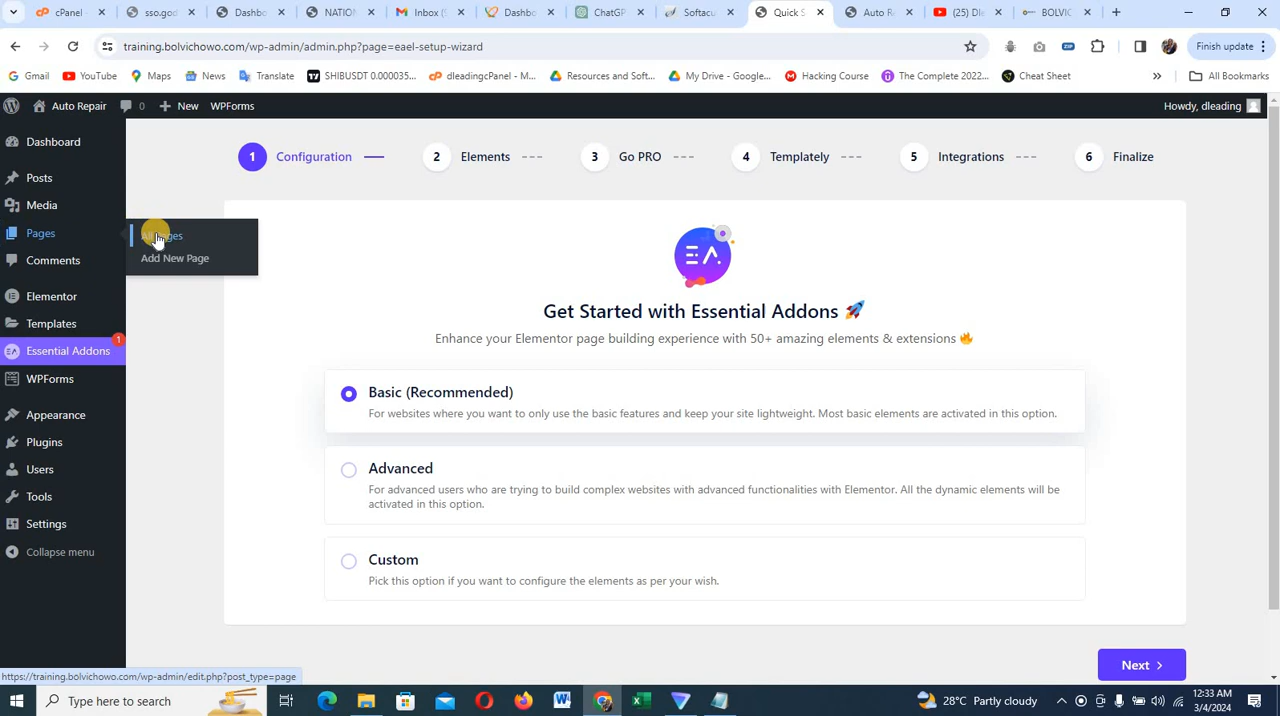 cPanel -
sso.god
Dashbo
NATION
Inbox (
Dashbo
ChatGP
Softacu
Quick S
Auto R
(25) Dle
BOLVIC
training.bolvichowo.com/wp-admin/admin.php?page=eael-setup-wizard
Finish update
Gmail
YouTube
Maps
News
Translate
SHIBUSDT 0.000035...
dleadingcPanel - M...
Resources and Soft...
My Drive - Google...
Hacking Course
The Complete 2022...
Cheat Sheet
All Bookmarks
Auto Repair
0
New
WPForms
Howdy, dleading
Dashboard
Posts
Media
Pages
All Pages
Add New Page
Comments
Elementor
Templates
Essential Addons
1
WPForms
Appearance
Plugins
Users
Tools
Settings
Collapse menu
1 Configuration
2 Elements
3 Go PRO
4 Templately
5 Integrations
6 Finalize
EA
Get Started with Essential Addons 🚀
Enhance your Elementor page building experience with 50+ amazing elements & extensions 🔥
Basic (Recommended)
For websites where you want to only use the basic features and keep your site lightweight. Most basic elements are activated in this option.
Advanced
For advanced users who are trying to build complex websites with advanced functionalities with Elementor. All the dynamic elements will be
activated in this option.
Custom
Pick this option if you want to configure the elements as per your wish.
Next
https://training.bolvichowo.com/wp-admin/edit.php?post_type=page
Type here to search
28°C Partly cloudy
12:33 AM
3/4/2024